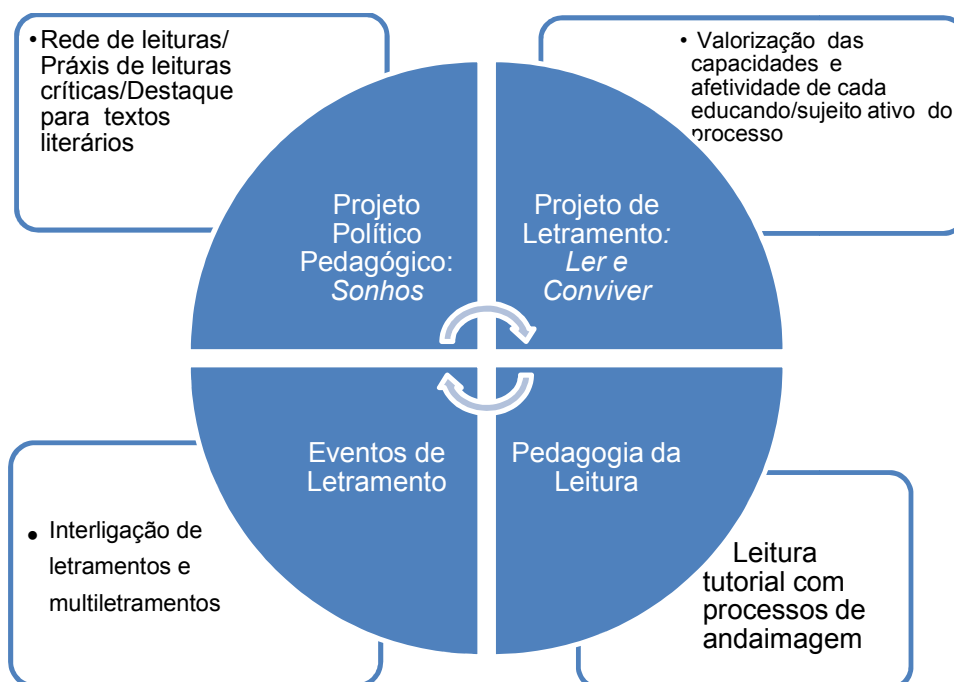 • Rede de leituras/
Práxis de leituras
críticas/Destaque
para textos
literários
• Valorização das
capacidades e
afetividade de cada
educando/sujeito ativo do
processo
Projeto
Político
Pedagógico:
Sonhos
Projeto de
Letramento:
Ler e
Conviver
Eventos de
Letramento
Pedagogia da
Leitura
• Interligação de
letramentos e
multiletramentos
Leitura
tutorial com
processos de
andaimagem